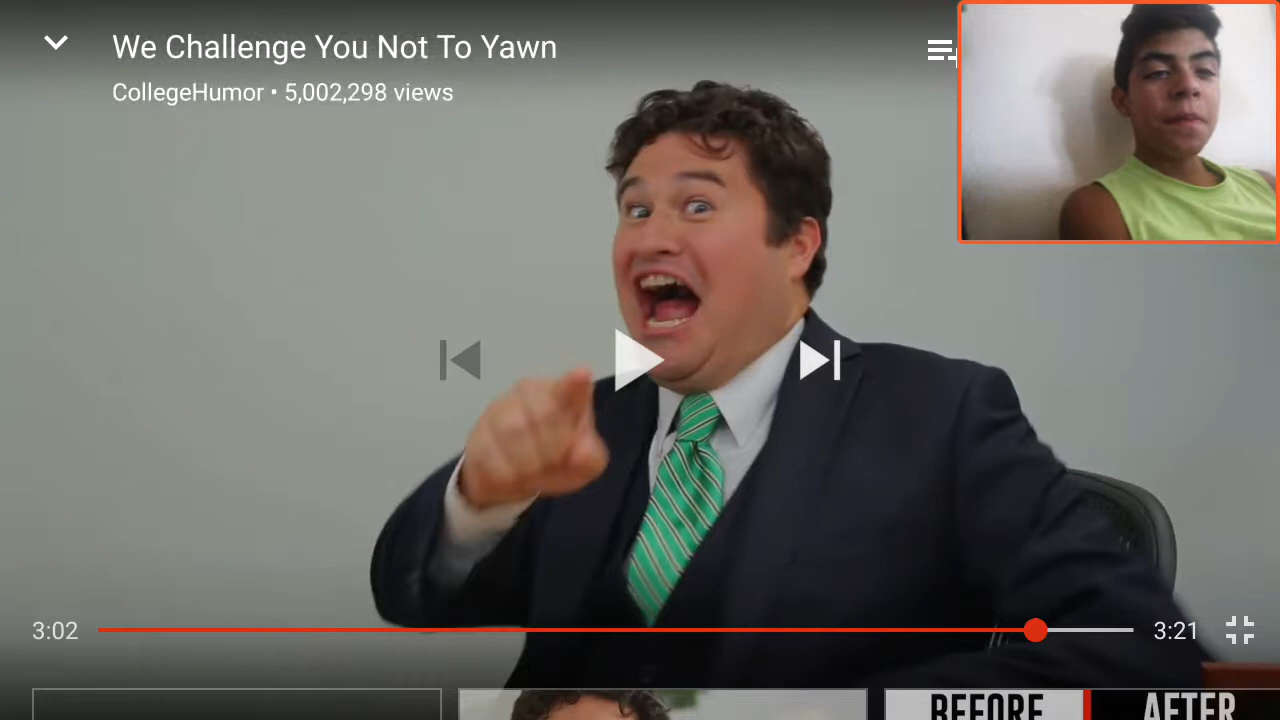 We Challenge You Not To Yawn
CollegeHumor • 5,002,298 views
3:02
3:21
BEFORE
AFTER